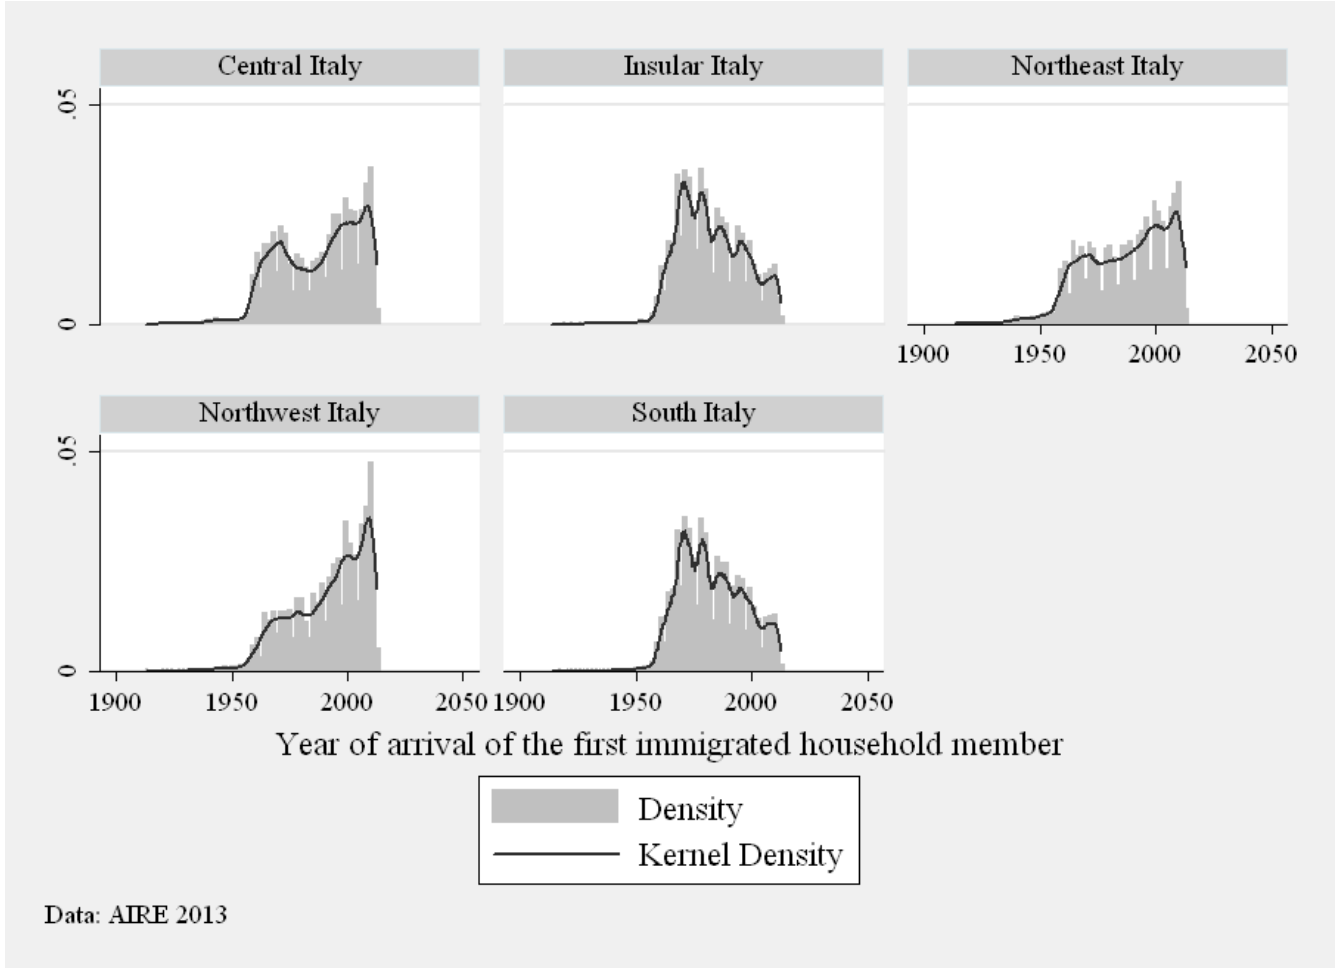 Central Italy
Insular Italy
Northeast Italy
.05
0
1900 1950 2000 2050
Northwest Italy
South Italy
.05
0
1900 1950 2000 2050 1900 1950 2000 2050
Year of arrival of the first immigrated household member
Density
Kernel Density
Data: AIRE 2013